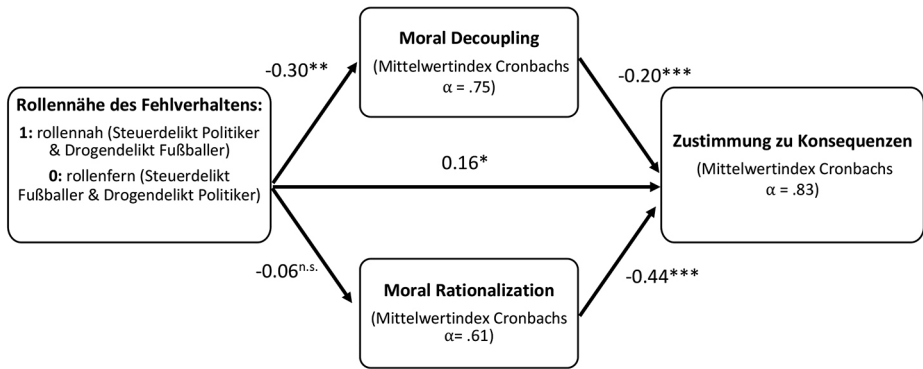 Moral Decoupling
(Mittelwertindex Cronbachs
α = .75)
-0.30**
-0.20***
Rollennähe des Fehlverhaltens:
1: rollennah (Steuerdelikt Politiker
& Drogendelikt Fußballer)
0: rollenfern (Steuerdelikt
Fußballer & Drogendelikt Politiker)
0.16*
Zustimmung zu Konsequenzen
(Mittelwertindex Cronbachs
α = .83)
-0.06n.s.
-0.44***
Moral Rationalization
(Mittelwertindex Cronbachs
α= .61)